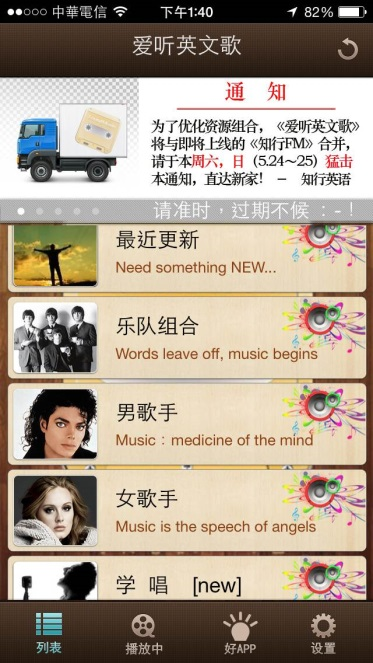 中華電信 下午1:40 82%
爱听英文歌
通 知
为了优化资源组合，《爱听英文歌》
将与即将上线的《知行FM》合并，
请于本周六，日（5.24～25）猛击
本通知，直达新家！ － 知行英语
请准时，过期不候 ：-！
最近更新
Need something NEW...
乐队组合
Words leave off, music begins
男歌手
Music：medicine of the mind
女歌手
Music is the speech of angels
学 唱 [new]
列表 播放中 好APP 设置